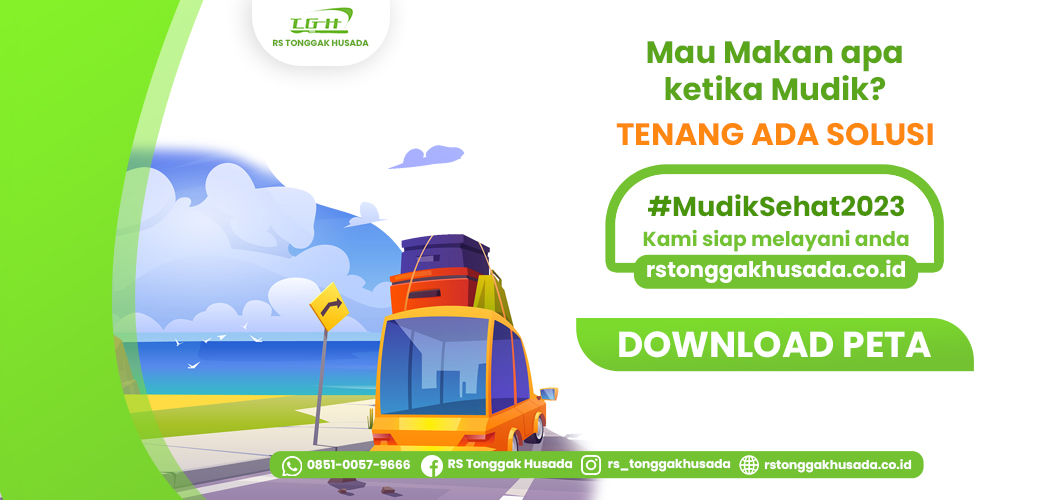 TGH
RS TONGGAK HUSADA
Mau Makan apa
ketika Mudik?
TENANG ADA SOLUSI
#MudikSehat2023
Kami siap melayani anda
rstonggakhusada.co.id
DOWNLOAD PETA
0851-0057-9666 RS Tonggak Husada rs_tonggakhusada rstonggakhusada.co.id